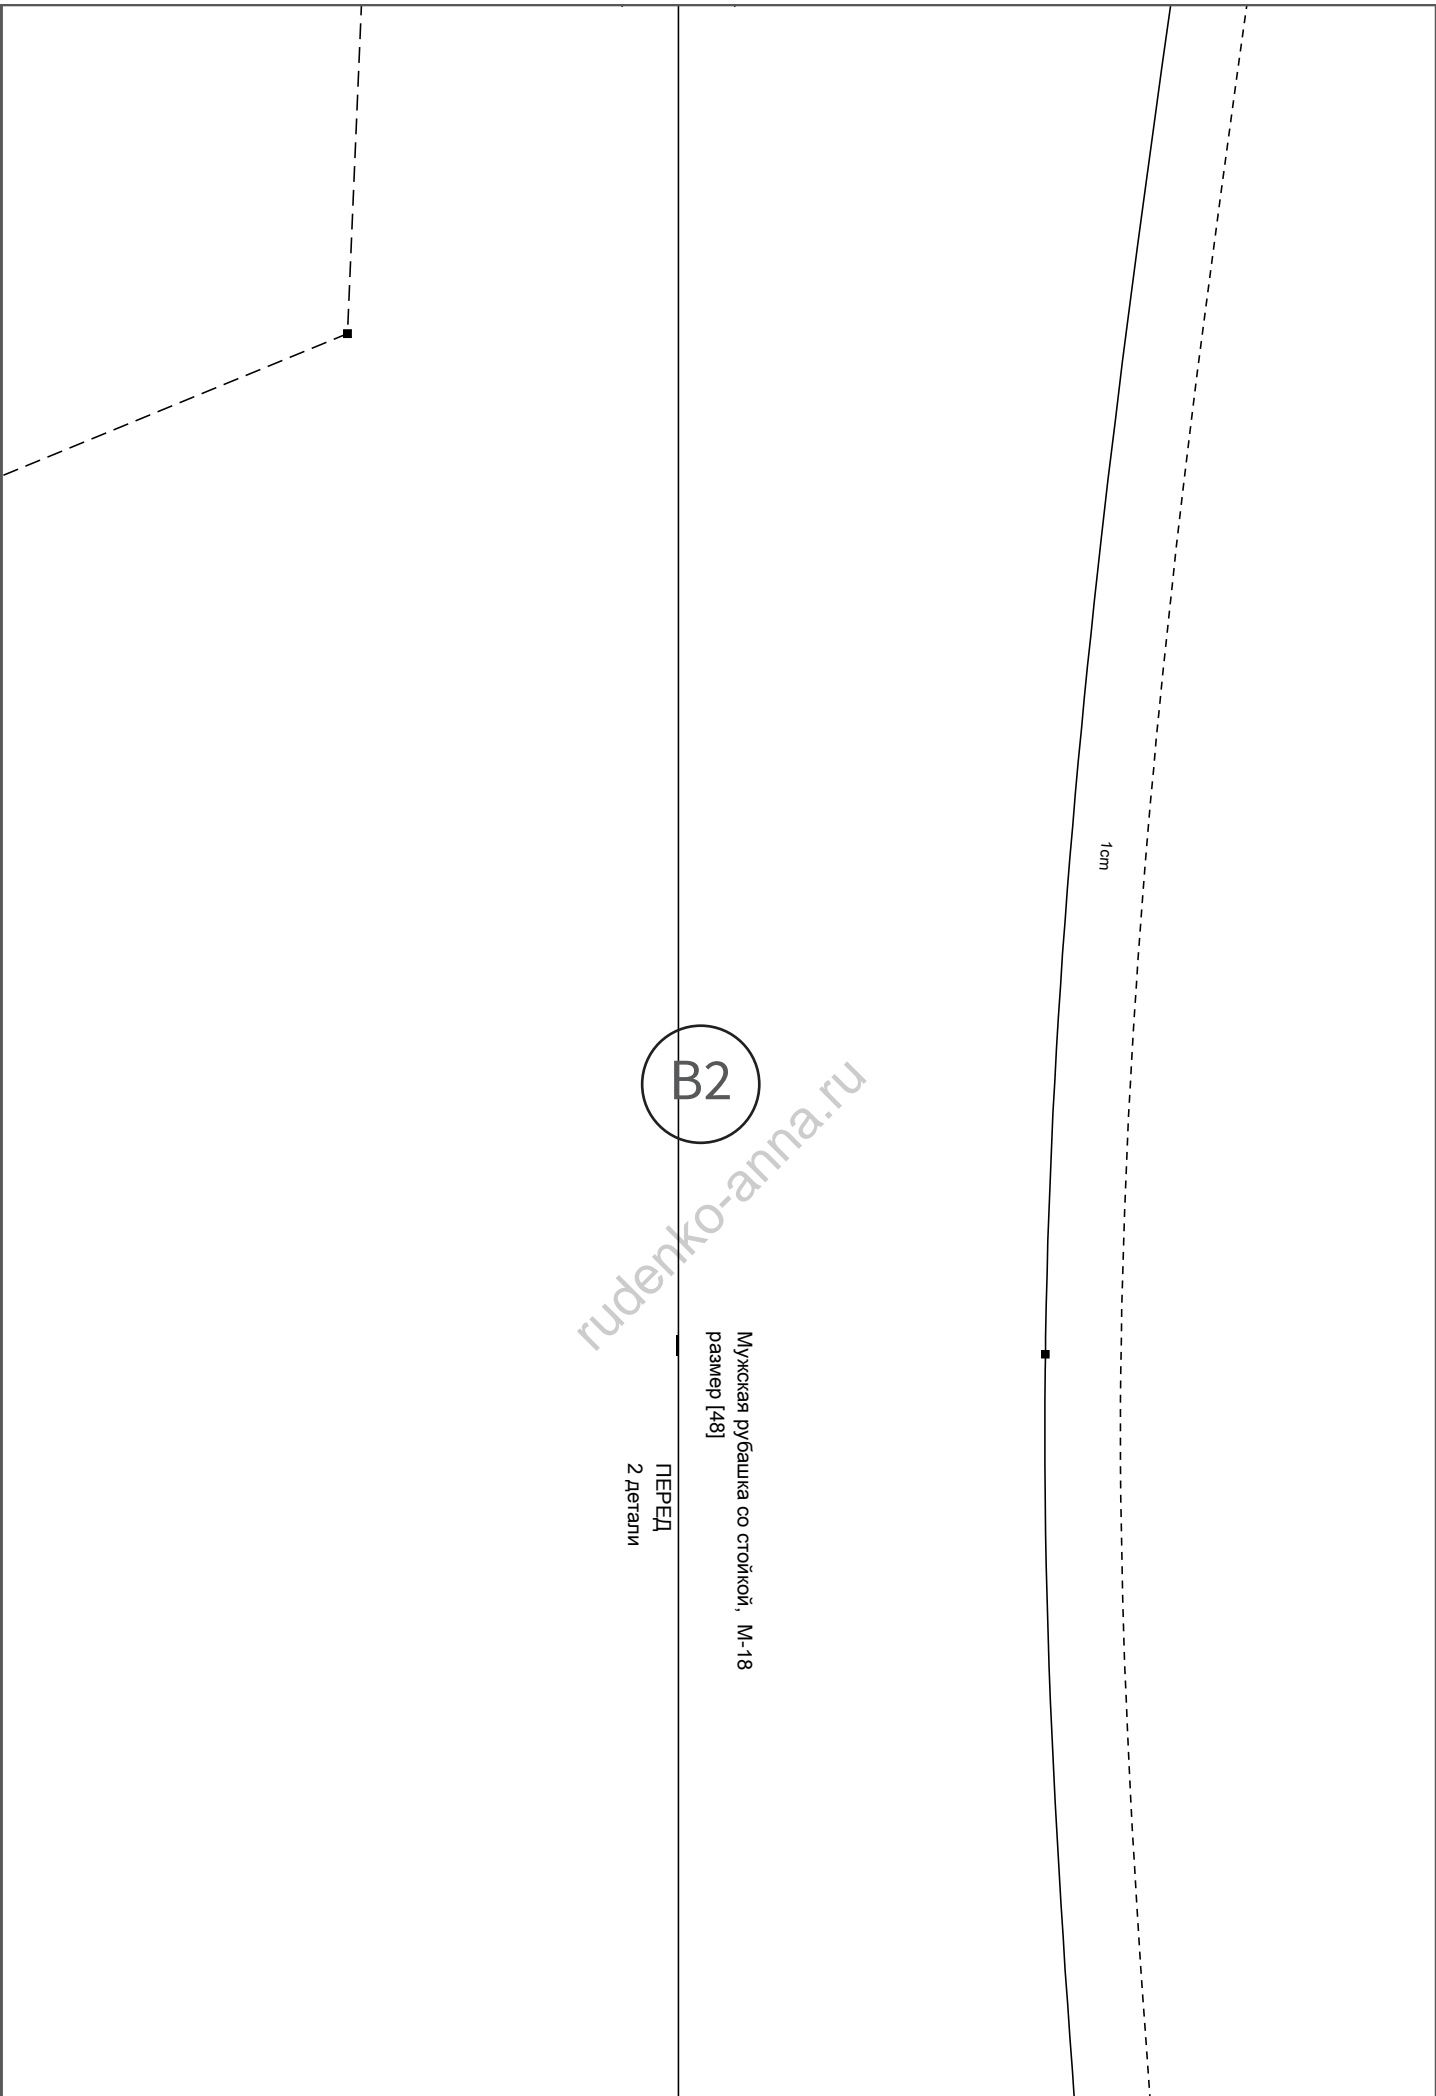 1cm
B2
rudenko-anna.ru
Мужская рубашка со стойкой, М-18
размер [48]
ПЕРЕД
2 детали